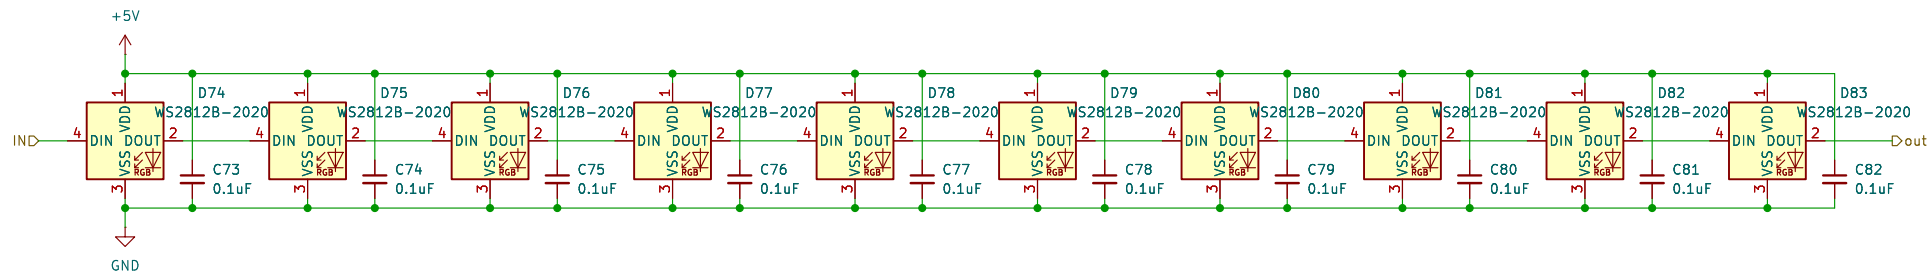 +5V
D74
WS2812B-2020
D75
WS2812B-2020
D76
WS2812B-2020
D77
WS2812B-2020
D78
WS2812B-2020
D79
WS2812B-2020
D80
WS2812B-2020
D81
WS2812B-2020
D82
WS2812B-2020
D83
WS2812B-2020
IN
4 DIN VDD 1 DOUT 2 VSS 3 RGB
4 DIN VDD 1 DOUT 2 VSS 3 RGB
4 DIN VDD 1 DOUT 2 VSS 3 RGB
4 DIN VDD 1 DOUT 2 VSS 3 RGB
4 DIN VDD 1 DOUT 2 VSS 3 RGB
4 DIN VDD 1 DOUT 2 VSS 3 RGB
4 DIN VDD 1 DOUT 2 VSS 3 RGB
4 DIN VDD 1 DOUT 2 VSS 3 RGB
4 DIN VDD 1 DOUT 2 VSS 3 RGB
4 DIN VDD 1 DOUT 2 VSS 3 RGB
out
C73
0.1uF
C74
0.1uF
C75
0.1uF
C76
0.1uF
C77
0.1uF
C78
0.1uF
C79
0.1uF
C80
0.1uF
C81
0.1uF
C82
0.1uF
GND